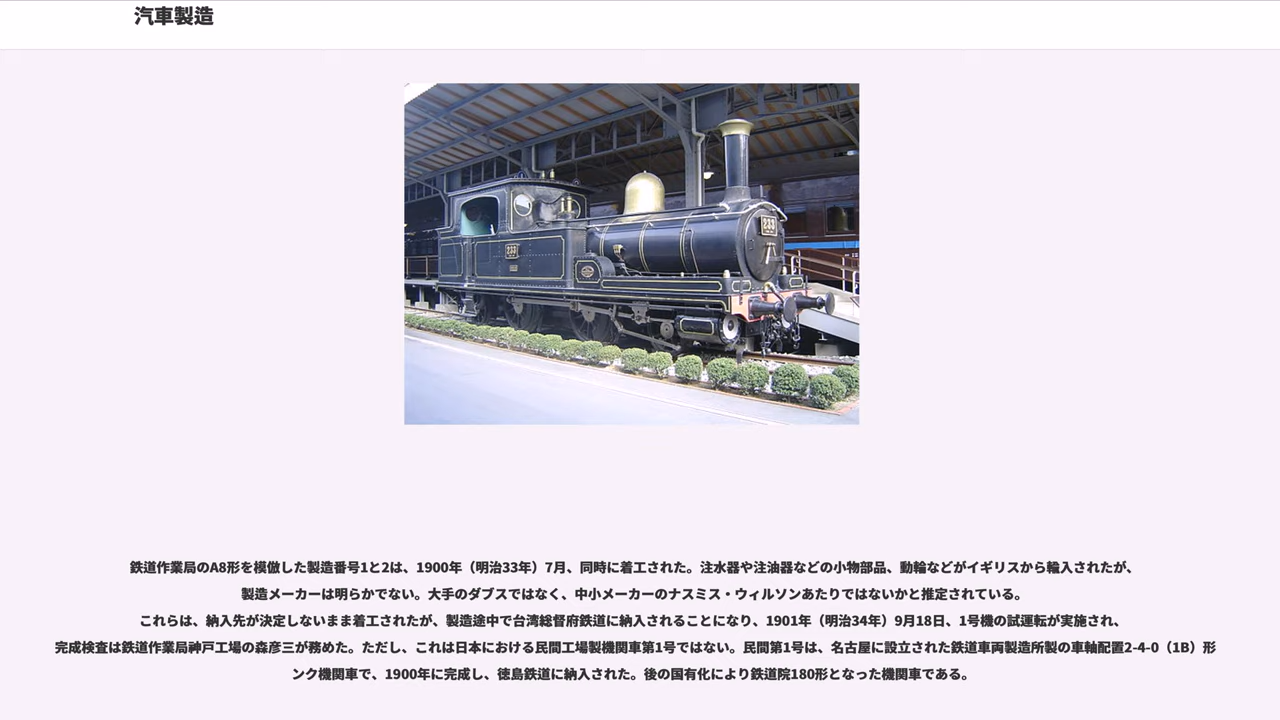 汽車製造
233
233
鉄道作業局のA8形を模倣した製造番号1と2は、1900年（明治33年）7月、同時に着工された。注水器や注油器などの小物部品、動輪などがイギリスから輸入されたが、
製造メーカーは明らかでない。大手のダブスではなく、中小メーカーのナスミス・ウィルソンあたりではないかと推定されている。
これらは、納入先が決定しないまま着工されたが、製造途中で台湾総督府鉄道に納入されることになり、1901年（明治34年）9月18日、1号機の試運転が実施され、
完成検査は鉄道作業局神戸工場の森彦三が務めた。ただし、これは日本における民間工場製機関車第1号ではない。民間第1号は、名古屋に設立された鉄道車両製造所製の車軸配置2-4-0（1B）形
ンク機関車で、1900年に完成し、徳島鉄道に納入された。後の国有化により鉄道院180形となった機関車である。